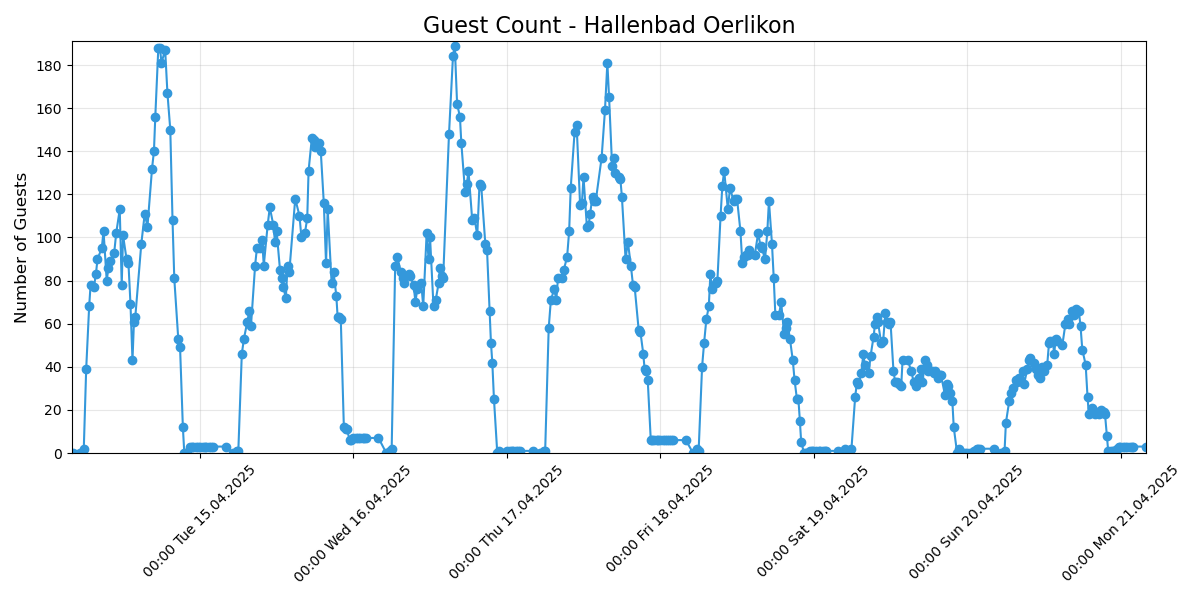 Guest Count - Hallenbad Oerlikon
Number of Guests
180
160
140
120
100
80
60
40
20
0
00:00 Tue 15.04.2025
00:00 Wed 16.04.2025
00:00 Thu 17.04.2025
00:00 Fri 18.04.2025
00:00 Sat 19.04.2025
00:00 Sun 20.04.2025
00:00 Mon 21.04.2025